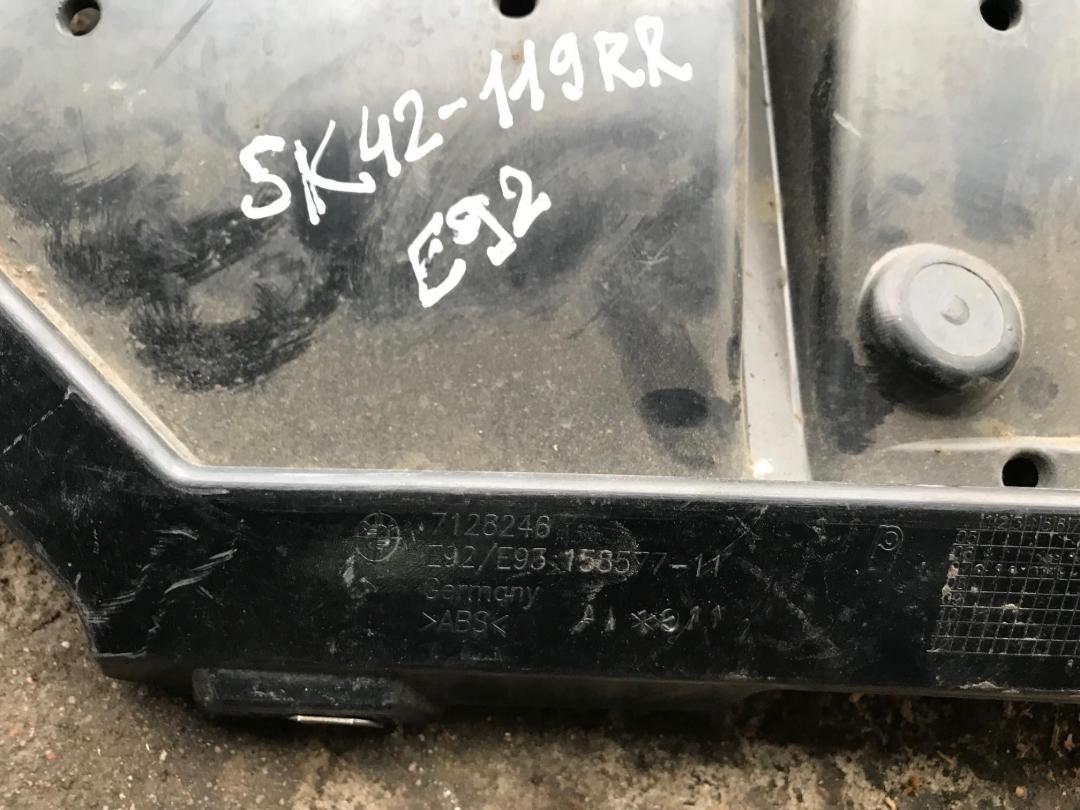 SK42-119RR
E92
7128246
E92/E93 158577-11
Germany
>ABS<